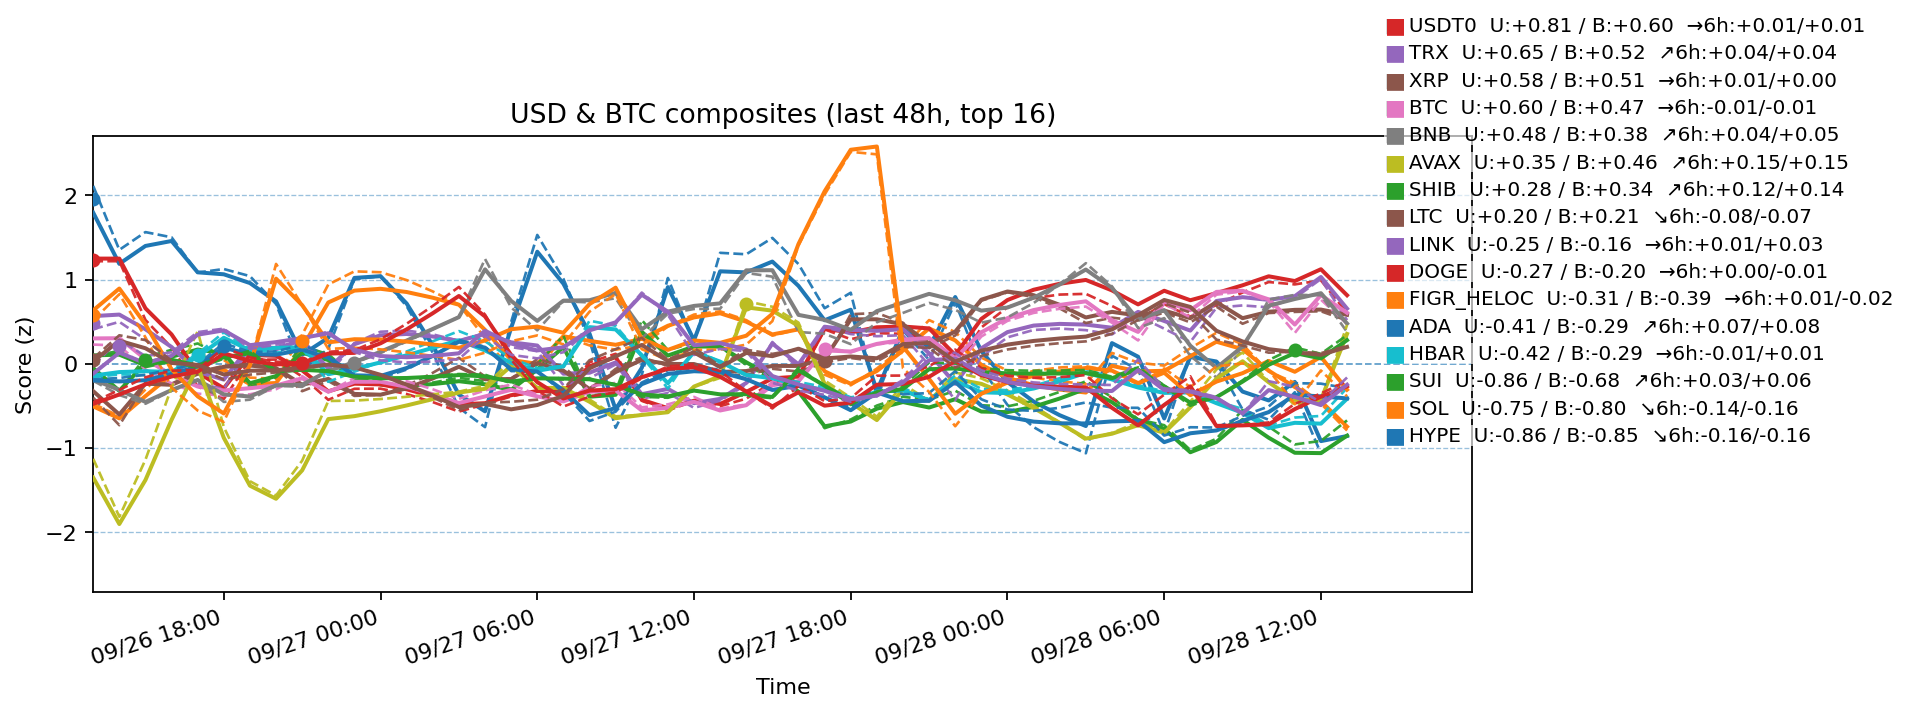 USDT0 U:+0.81 / B:+0.60 →6h:+0.01/+0.01
TRX U:+0.65 / B:+0.52 ↗6h:+0.04/+0.04
XRP U:+0.58 / B:+0.51 →6h:+0.01/+0.00
BTC U:+0.60 / B:+0.47 →6h:-0.01/-0.01
BNB U:+0.48 / B:+0.38 ↗6h:+0.04/+0.05
AVAX U:+0.35 / B:+0.46 ↗6h:+0.15/+0.15
SHIB U:+0.28 / B:+0.34 ↗6h:+0.12/+0.14
LTC U:+0.20 / B:+0.21 ↘6h:-0.08/-0.07
LINK U:-0.25 / B:-0.16 →6h:+0.01/+0.03
DOGE U:-0.27 / B:-0.20 →6h:+0.00/-0.01
FIGR_HELOC U:-0.31 / B:-0.39 →6h:+0.01/-0.02
ADA U:-0.41 / B:-0.29 ↗6h:+0.07/+0.08
HBAR U:-0.42 / B:-0.29 →6h:-0.01/+0.01
SUI U:-0.86 / B:-0.68 ↗6h:+0.03/+0.06
SOL U:-0.75 / B:-0.80 ↘6h:-0.14/-0.16
HYPE U:-0.86 / B:-0.85 ↘6h:-0.16/-0.16
USD & BTC composites (last 48h, top 16)
Score (z)
2
1
0
−1
−2
09/26 18:00
09/27 00:00
09/27 06:00
09/27 12:00
09/27 18:00
09/28 00:00
09/28 06:00
09/28 12:00
Time